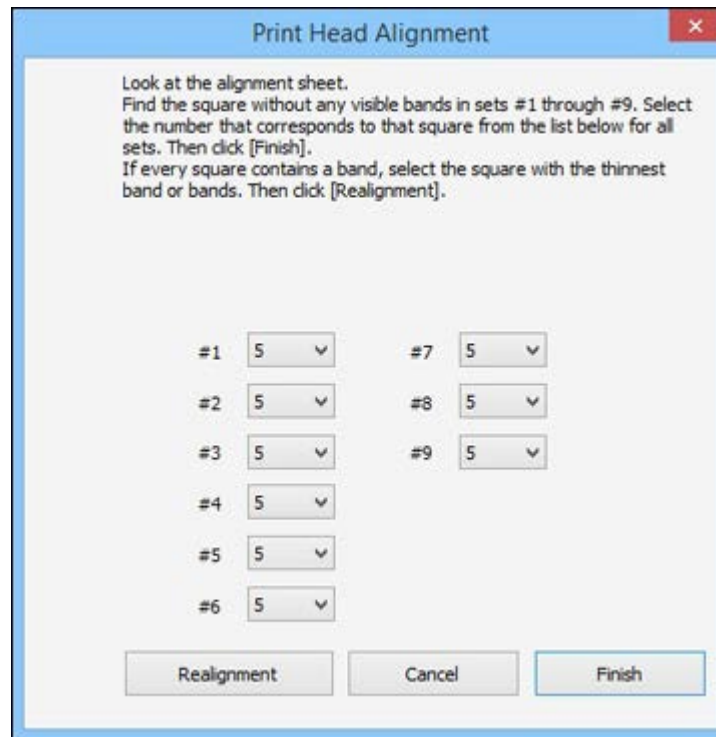 Print Head Alignment
Look at the alignment sheet.
Find the square without any visible bands in sets #1 through #9. Select
the number that corresponds to that square from the list below for all
sets. Then click [Finish].
If every square contains a band, select the square with the thinnest
band or bands. Then click [Realignment].
#1 5 #7 5
#2 5 #8 5
#3 5 #9 5
#4 5
#5 5
#6 5
Realignment Cancel Finish